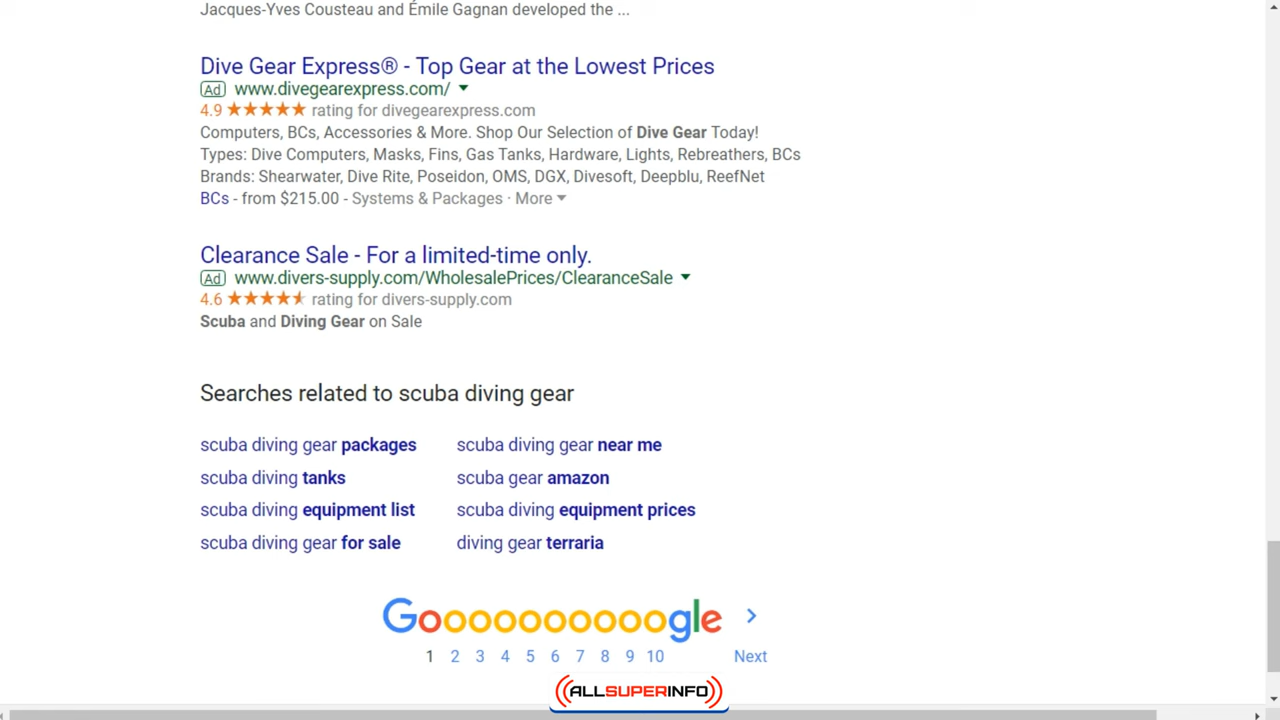 Jacques-Yves Cousteau and Émile Gagnan developed the ...
Dive Gear Express® - Top Gear at the Lowest Prices
Ad www.divegearexpress.com/
4.9 rating for divegearexpress.com
Computers, BCs, Accessories & More. Shop Our Selection of Dive Gear Today!
Types: Dive Computers, Masks, Fins, Gas Tanks, Hardware, Lights, Rebreathers, BCs
Brands: Shearwater, Dive Rite, Poseidon, OMS, DGX, Divesoft, Deepblu, ReefNet
BCs - from $215.00 - Systems & Packages · More
Clearance Sale - For a limited-time only.
Ad www.divers-supply.com/WholesalePrices/ClearanceSale
4.6 rating for divers-supply.com
Scuba and Diving Gear on Sale
Searches related to scuba diving gear
scuba diving gear packages scuba diving gear near me
scuba diving tanks scuba gear amazon
scuba diving equipment list scuba diving equipment prices
scuba diving gear for sale diving gear terraria
Goooooooooogle >
1 2 3 4 5 6 7 8 9 10 Next
ALLSUPERINFO